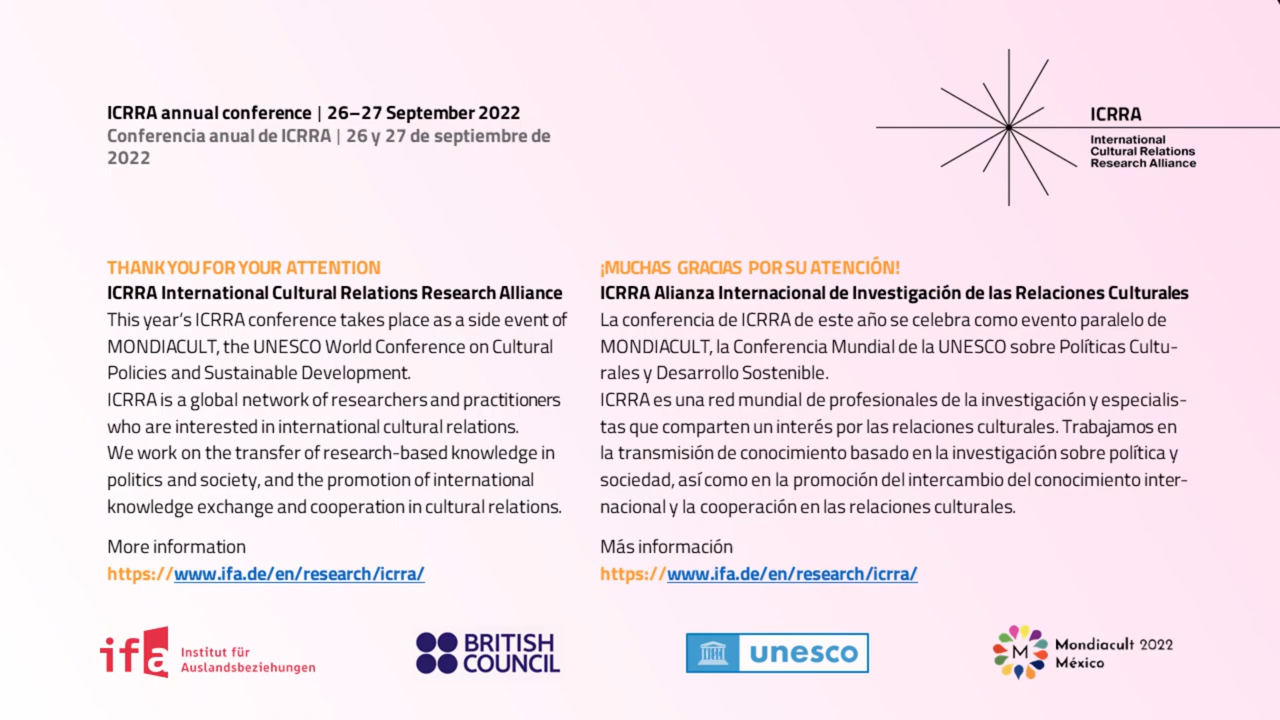 ICRRA annual conference | 26–27 September 2022
Conferencia anual de ICRRA | 26 y 27 de septiembre de
2022
ICRRA
International
Cultural Relations
Research Alliance
THANK YOU FOR YOUR ATTENTION
ICRRA International Cultural Relations Research Alliance
This year‘s ICRRA conference takes place as a side event of
MONDIACULT, the UNESCO World Conference on Cultural
Policies and Sustainable Development.
ICRRA is a global network of researchers and practitioners
who are interested in international cultural relations.
We work on the transfer of research-based knowledge in
politics and society, and the promotion of international
knowledge exchange and cooperation in cultural relations.
More information
https://www.ifa.de/en/research/icrra/
¡MUCHAS GRACIAS POR SU ATENCIÓN!
ICRRA Alianza Internacional de Investigación de las Relaciones Culturales
La conferencia de ICRRA de este año se celebra como evento paralelo de
MONDIACULT, la Conferencia Mundial de la UNESCO sobre Políticas Cultu-
rales y Desarrollo Sostenible.
ICRRA es una red mundial de profesionales de la investigación y especialis-
tas que comparten un interés por las relaciones culturales. Trabajamos en
la transmisión de conocimiento basado en la investigación sobre política y
sociedad, así como en la promoción del intercambio del conocimiento inter-
nacional y la cooperación en las relaciones culturales.
Más información
https://www.ifa.de/en/research/icrra/
ifa
Institut für
Auslandsbeziehungen
BRITISH
COUNCIL
unesco
M
Mondiacult 2022
México